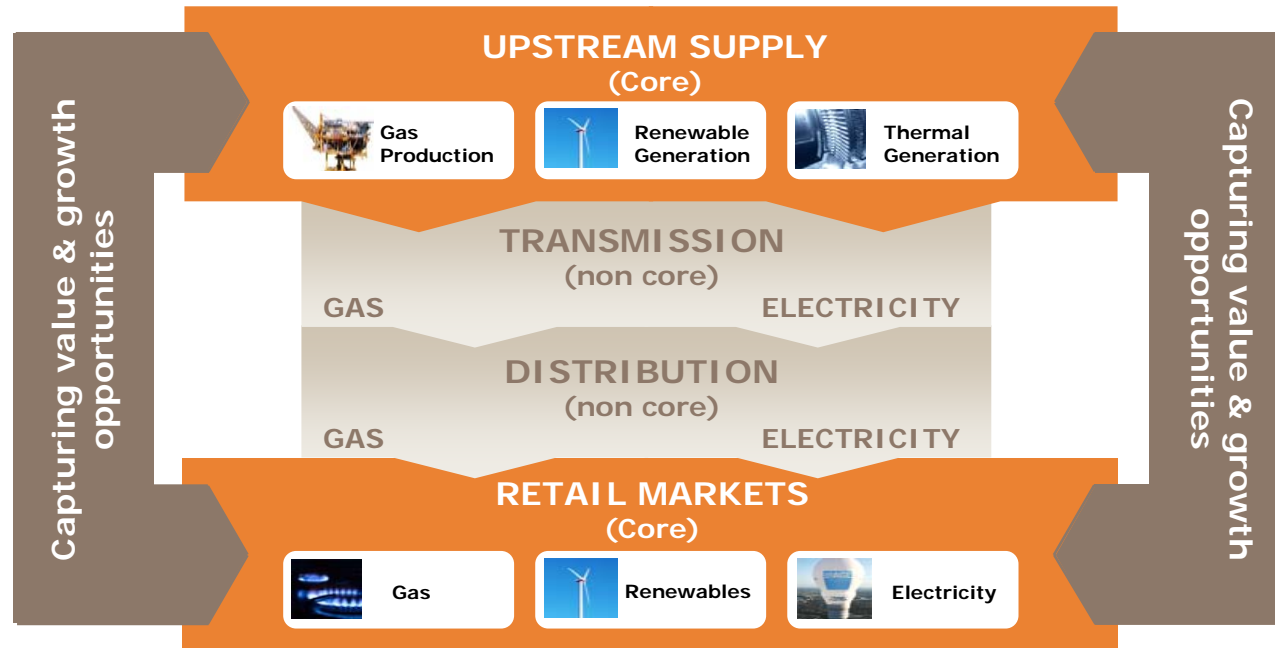 UPSTREAM SUPPLY
(Core)
Gas
Production
Renewable
Generation
Thermal
Generation
Capturing value & growth
opportunities
Capturing value & growth
opportunities
TRANSMISSION
(non core)
GAS
ELECTRICITY
DISTRIBUTION
(non core)
GAS
ELECTRICITY
RETAIL MARKETS
(Core)
Gas
Renewables
Electricity